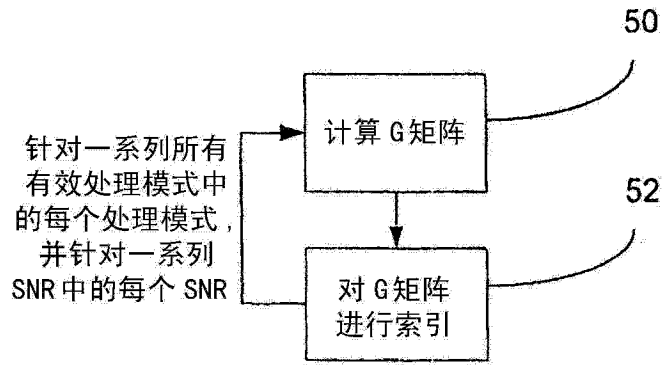 50
计算 G 矩阵
针对一系列所有
有效处理模式中
的每个处理模式，
并针对一系列
SNR 中的每个 SNR
52
对 G 矩阵
进行索引